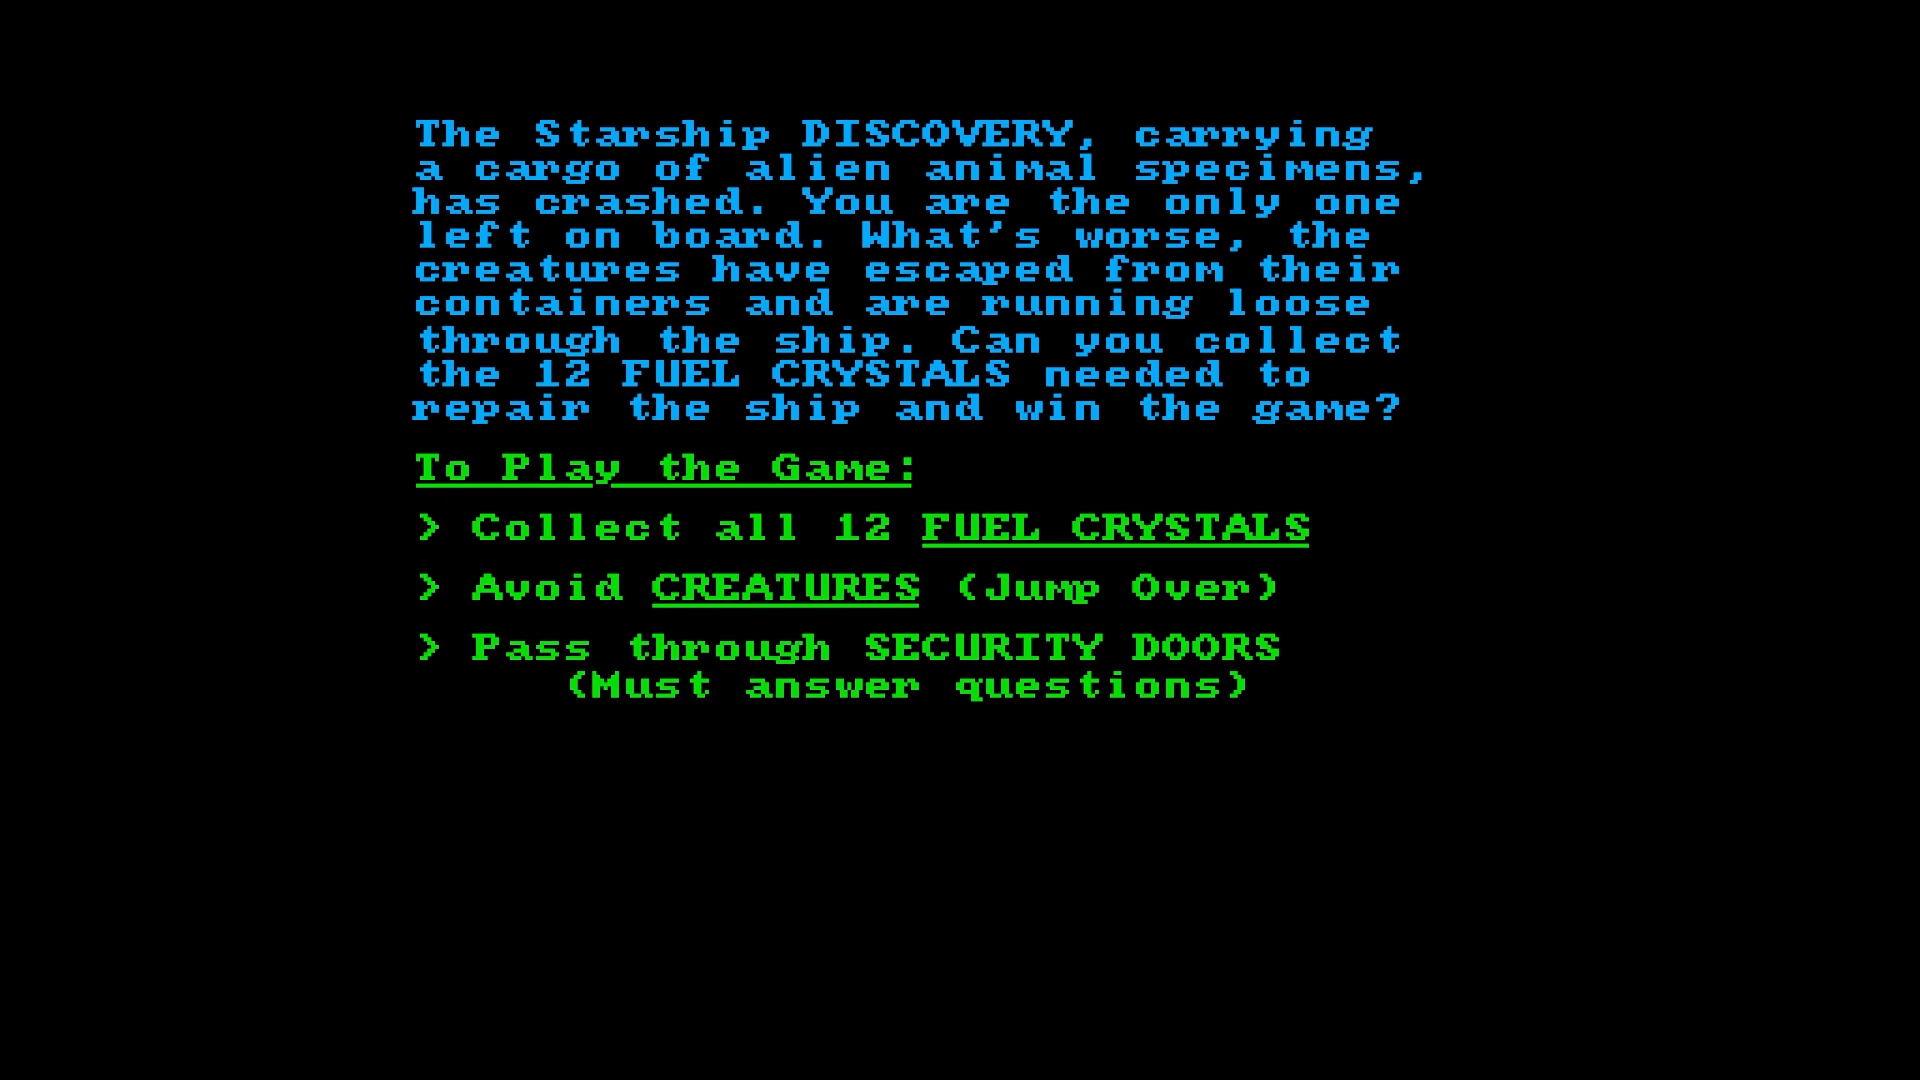 The Starship DISCOVERY, carrying
a cargo of alien animal specimens,
has crashed. You are the only one
left on board. What's worse, the
creatures have escaped from their
containers and are running loose
through the ship. Can you collect
the 12 FUEL CRYSTALS needed to
repair the ship and win the game?
To Play the Game:
> Collect all 12 FUEL CRYSTALS
> Avoid CREATURES (Jump Over)
> Pass through SECURITY DOORS
(Must answer questions)